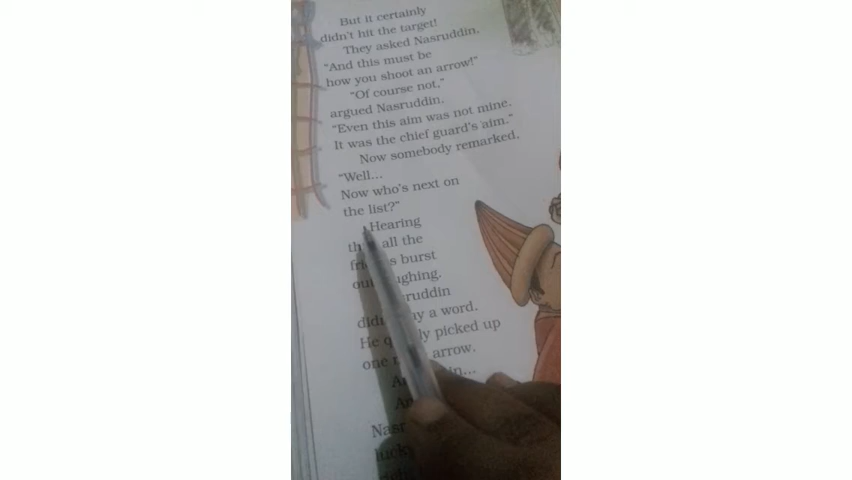 But it certainly
didn't hit the target!
They asked Nasruddin.
"And this must be
how you shoot an arrow!"
"Of course not,"
argued Nasruddin.
"Even this aim was not mine.
It was the chief guard's aim."
Now somebody remarked,
"Well...
Now who's next on
the list?"
Hearing
all the
burst
a word.
He picked up
one arrow.